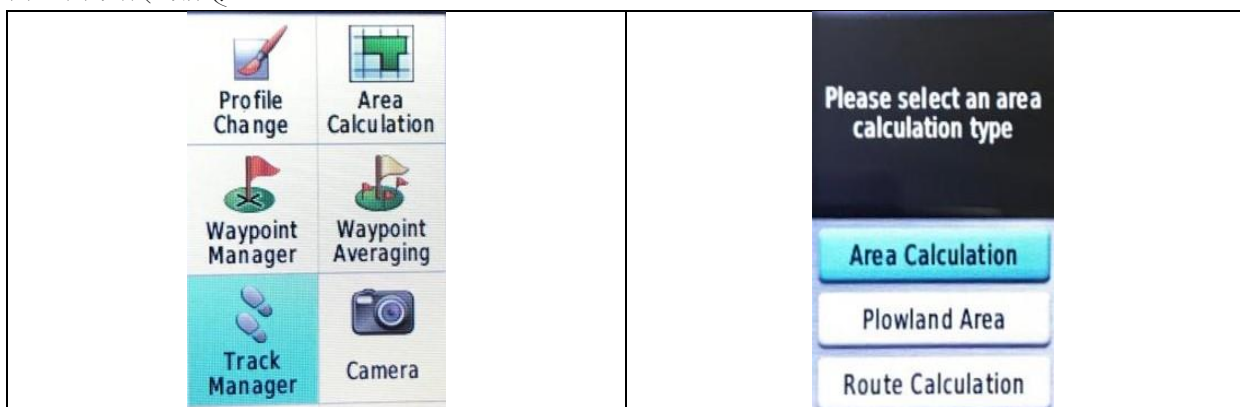 Profile
Change
Area
Calculation
Waypoint
Manager
Waypoint
Averaging
Track
Manager
Camera
Please select an area
calculation type
Area Calculation
Plowland Area
Route Calculation